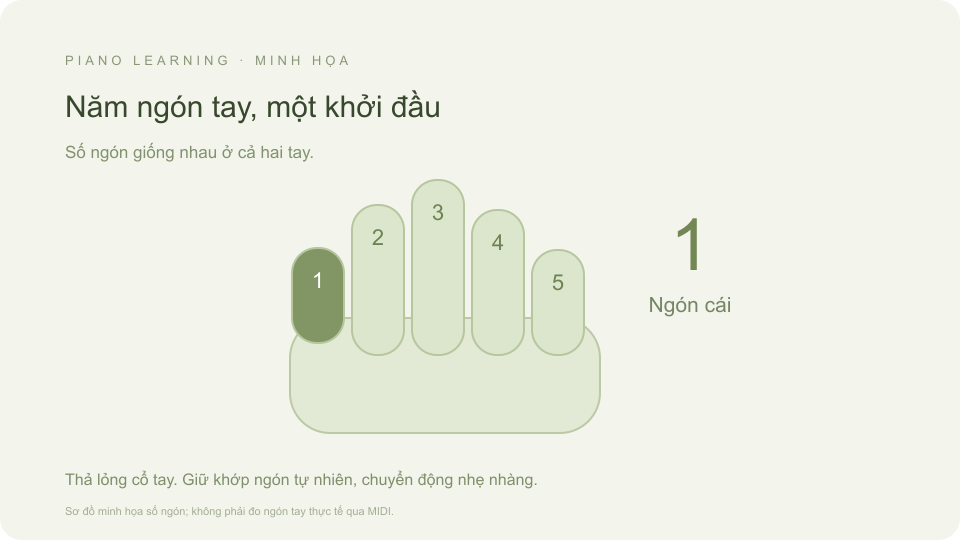 PIANO LEARNING · MINH HỌA
Năm ngón tay, một khởi đầu
Số ngón giống nhau ở cả hai tay.
1
2
3
4
5
1
Ngón cái
Thả lỏng cổ tay. Giữ khớp ngón tự nhiên, chuyển động nhẹ nhàng.
Sơ đồ minh họa số ngón; không phải đo ngón tay thực tế qua MIDI.